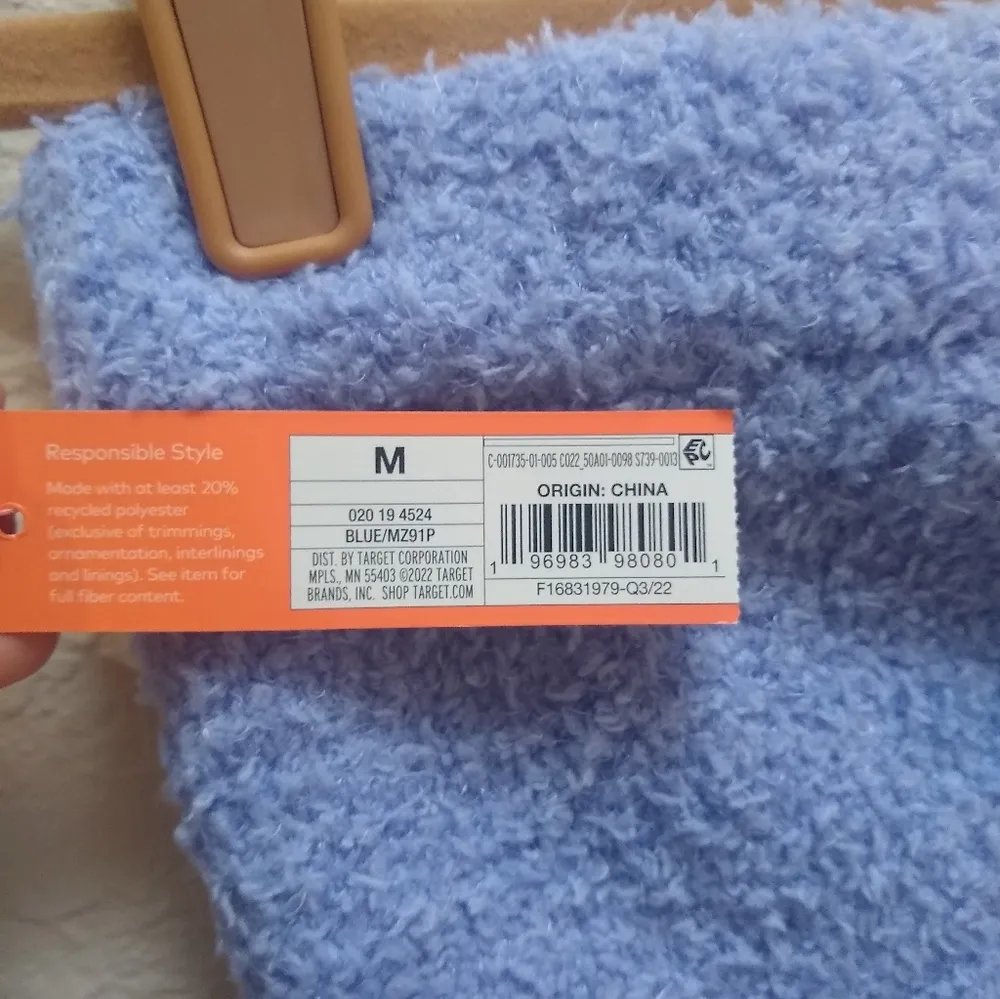 Responsible Style
Made with at least 20%
recycled polyester
(exclusive of trimmings,
ornamentation, interlinings
and linings). See item for
full fiber content.
M
020 19 4524
BLUE/MZ91P
DIST. BY TARGET CORPORATION
MPLS., MN 55403 ©2022 TARGET
BRANDS, INC. SHOP TARGET.COM
C-001735-01-005 C022_50A01-0098 S739-0013
EPC
ORIGIN: CHINA
1 96983 98080 1
F16831979-Q3/22